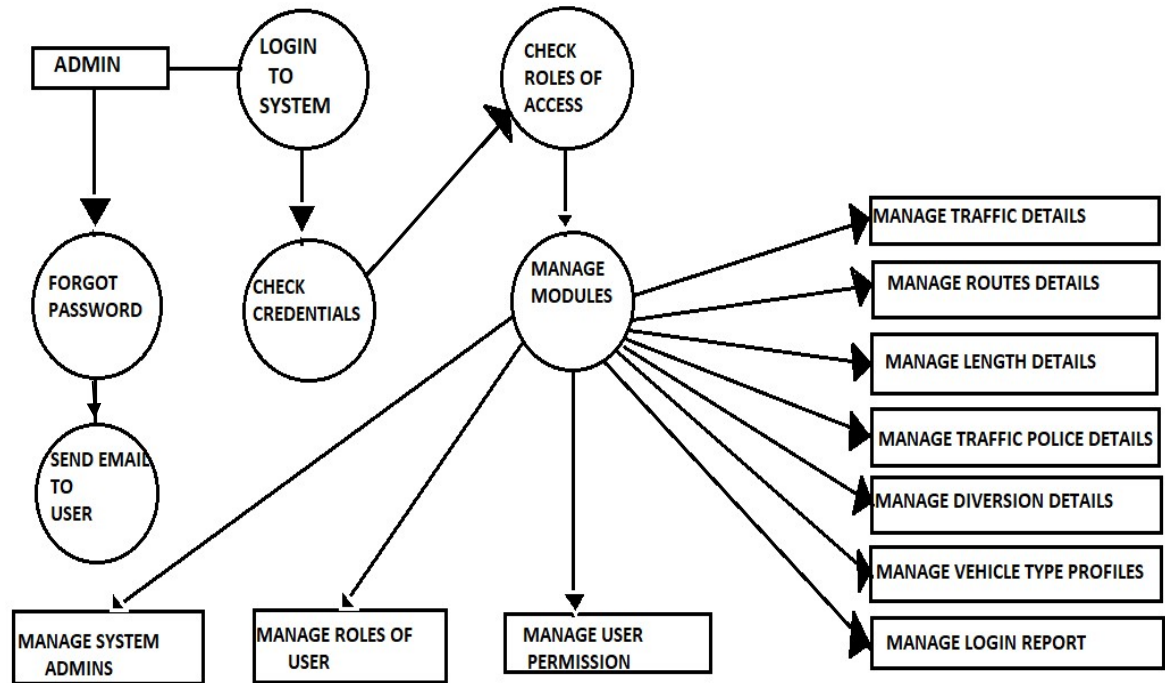 ADMIN
LOGIN
TO
SYSTEM
CHECK
ROLES OF
ACCESS
FORGOT
PASSWORD
CHECK
CREDENTIALS
MANAGE
MODULES
SEND EMAIL
TO
USER
MANAGE TRAFFIC DETAILS
MANAGE ROUTES DETAILS
MANAGE LENGTH DETAILS
MANAGE TRAFFIC POLICE DETAILS
MANAGE DIVERSION DETAILS
MANAGE VEHICLE TYPE PROFILES
MANAGE LOGIN REPORT
MANAGE SYSTEM
ADMINS
MANAGE ROLES OF
USER
MANAGE USER
PERMISSION